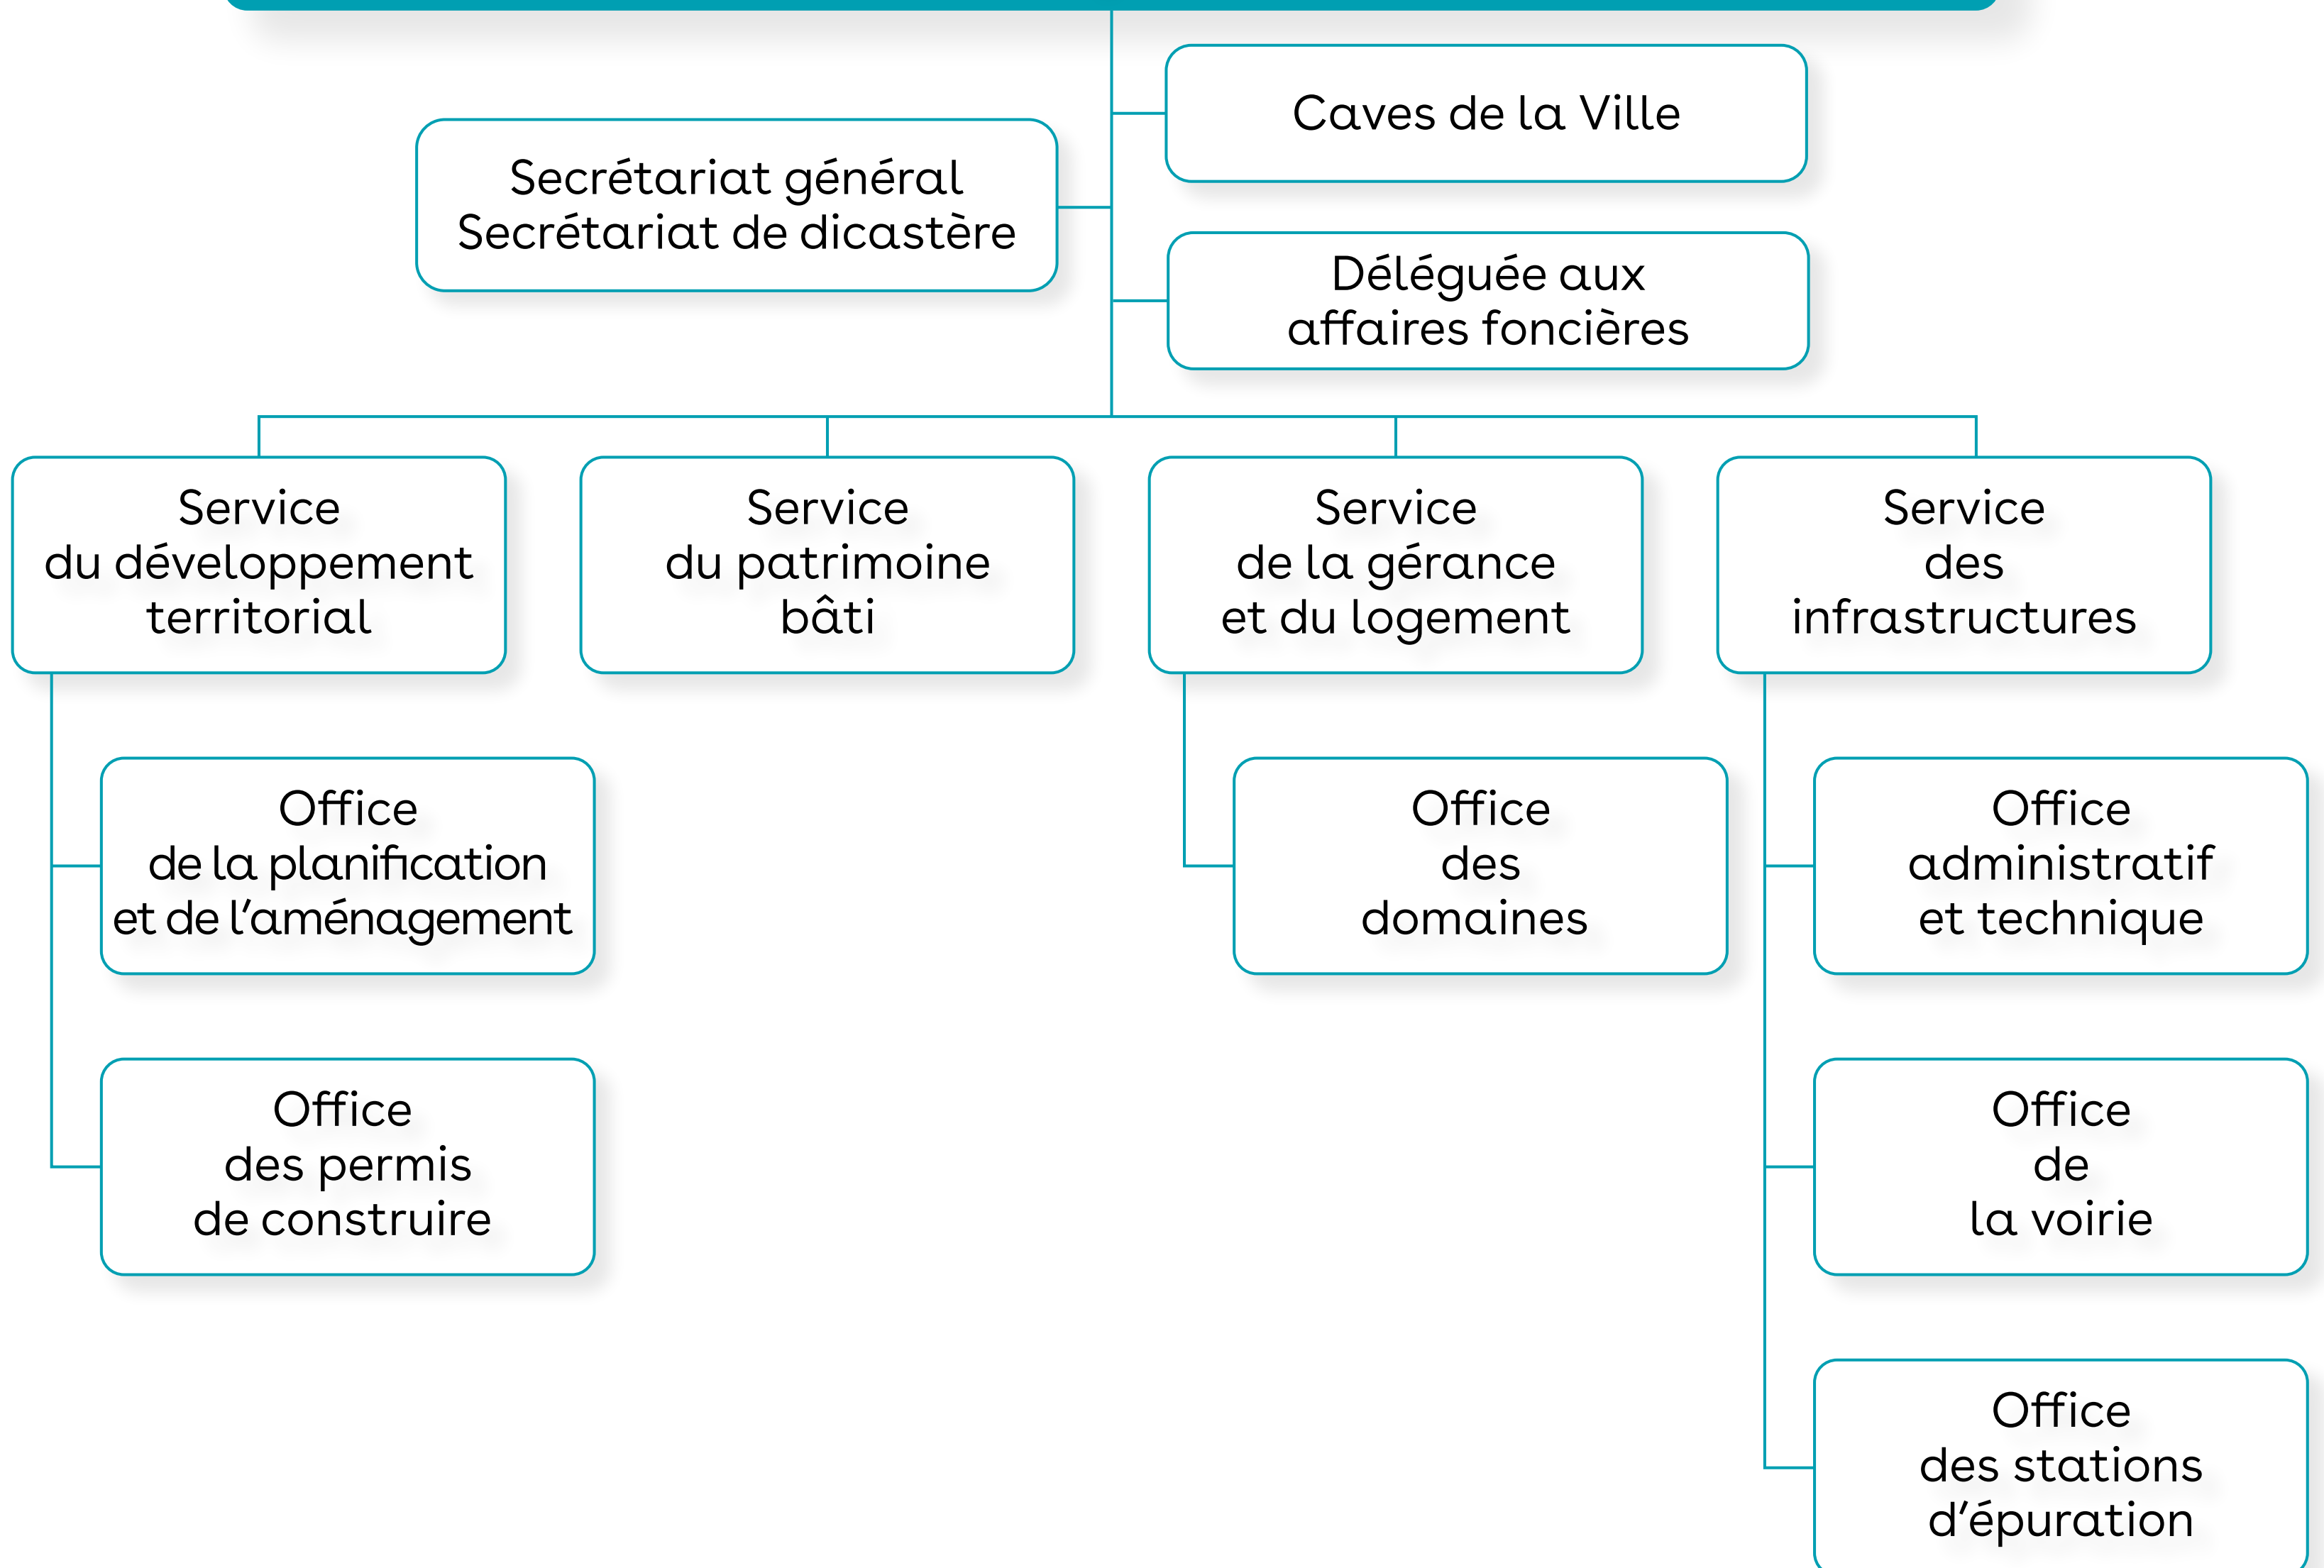 Caves de la Ville
Secrétariat général
Secrétariat de dicastère
Déléguée aux
affaires foncières
Service
du développement
territorial
Service
du patrimoine
bâti
Service
de la gérance
et du logement
Service
des
infrastructures
Office
de la planification
et de l’aménagement
Office
des
domaines
Office
administratif
et technique
Office
des permis
de construire
Office
de
la voirie
Office
des stations
d’épuration